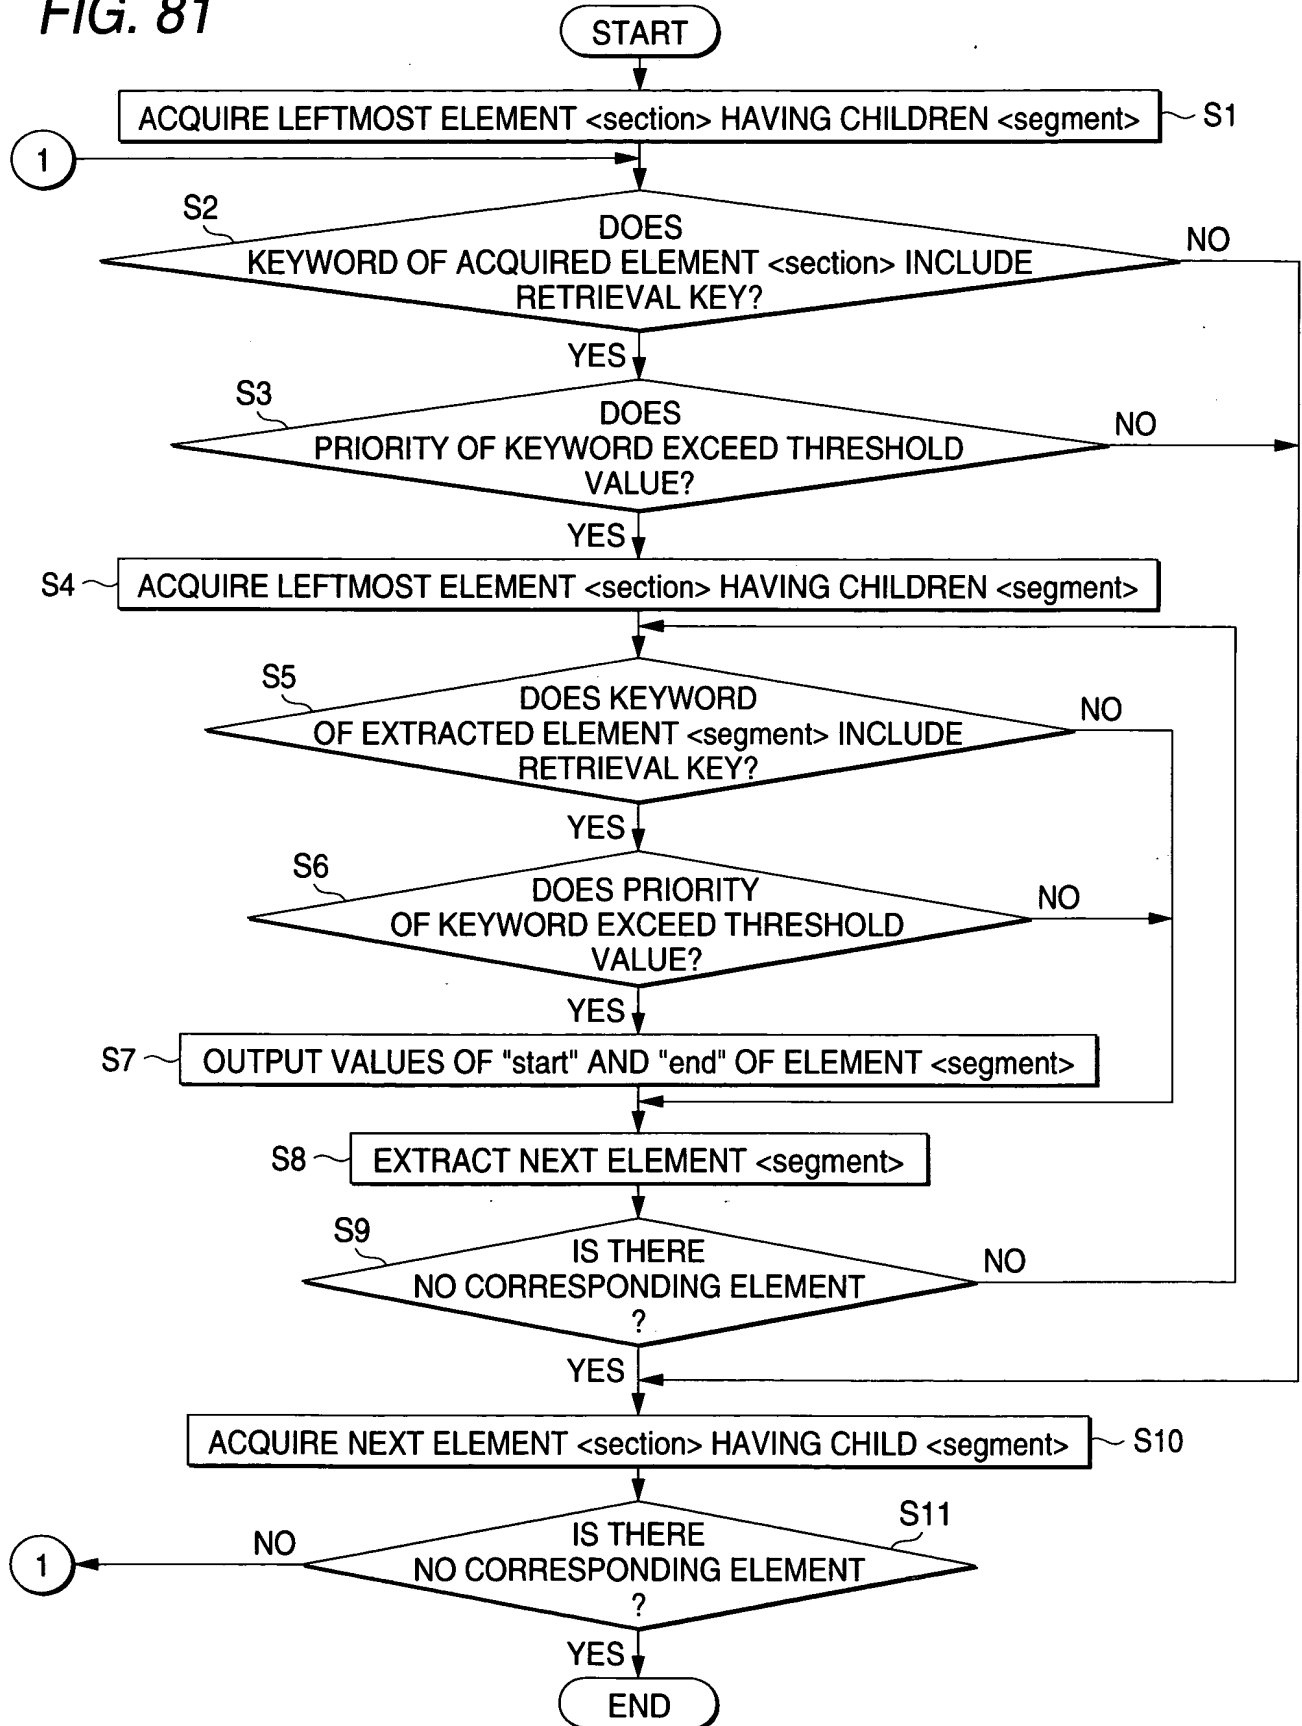 FIG. 81
START
ACQUIRE LEFTMOST ELEMENT <section> HAVING CHILDREN <segment>
S1
1
S2
DOES
KEYWORD OF ACQUIRED ELEMENT <section> INCLUDE
RETRIEVAL KEY?
NO
YES
S3
DOES
PRIORITY OF KEYWORD EXCEED THRESHOLD
VALUE?
NO
YES
S4
ACQUIRE LEFTMOST ELEMENT <section> HAVING CHILDREN <segment>
S5
DOES KEYWORD
OF EXTRACTED ELEMENT <segment> INCLUDE
RETRIEVAL KEY?
NO
YES
S6
DOES PRIORITY
OF KEYWORD EXCEED THRESHOLD
VALUE?
NO
YES
S7
OUTPUT VALUES OF "start" AND "end" OF ELEMENT <segment>
S8
EXTRACT NEXT ELEMENT <segment>
S9
IS THERE
NO CORRESPONDING ELEMENT
?
NO
YES
ACQUIRE NEXT ELEMENT <section> HAVING CHILD <segment>
S10
S11
IS THERE
NO CORRESPONDING ELEMENT
?
NO
1
YES
END